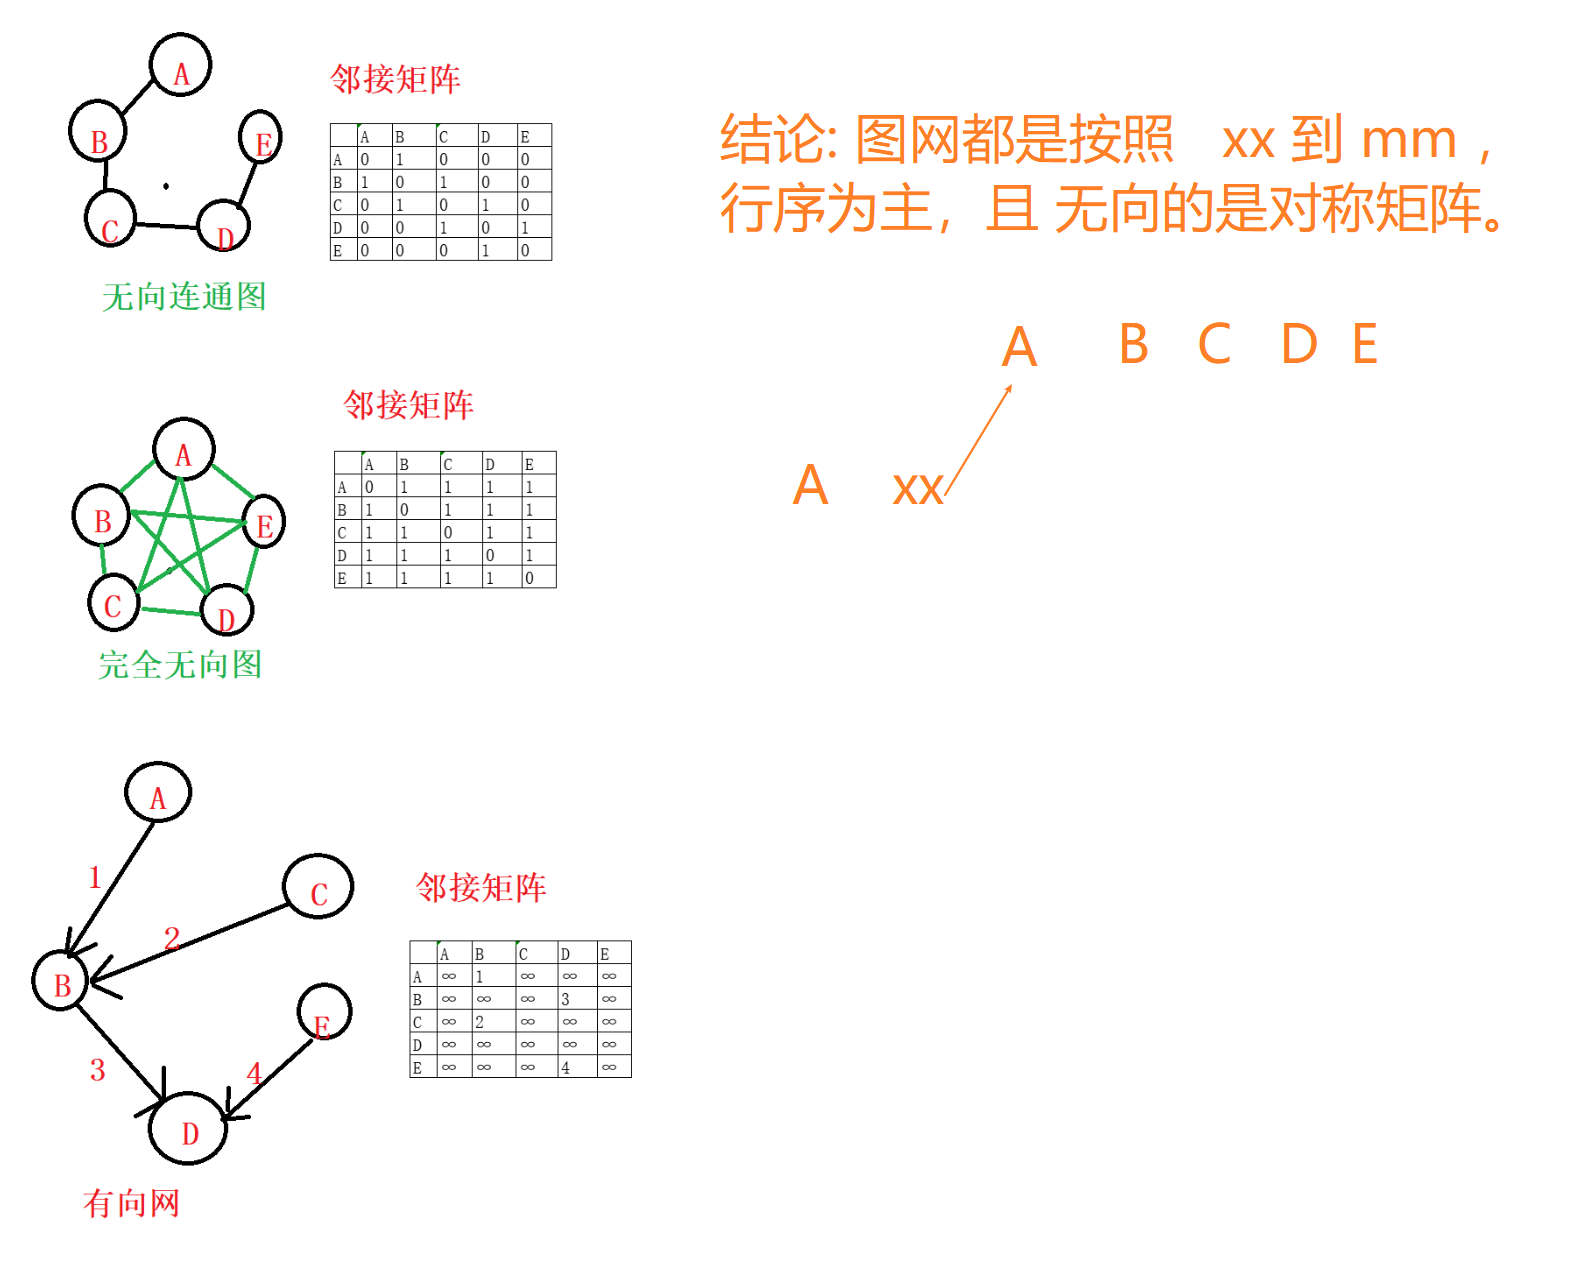 A
B
E
C
D
无向连通图
邻接矩阵
A B C D E
A 0 1 0 0 0
B 1 0 1 0 0
C 0 1 0 1 0
D 0 0 1 0 1
E 0 0 0 1 0
结论: 图网都是按照 xx 到 mm ，
行序为主，且 无向的是对称矩阵。
A B C D E
A xx
A
B
E
C
D
完全无向图
邻接矩阵
A B C D E
A 0 1 1 1 1
B 1 0 1 1 1
C 1 1 0 1 1
D 1 1 1 0 1
E 1 1 1 1 0
A
1
C
2
B
E
3
4
D
有向网
邻接矩阵
A B C D E
A ∞ 1 ∞ ∞ ∞
B ∞ ∞ ∞ 3 ∞
C ∞ 2 ∞ ∞ ∞
D ∞ ∞ ∞ ∞ ∞
E ∞ ∞ ∞ 4 ∞